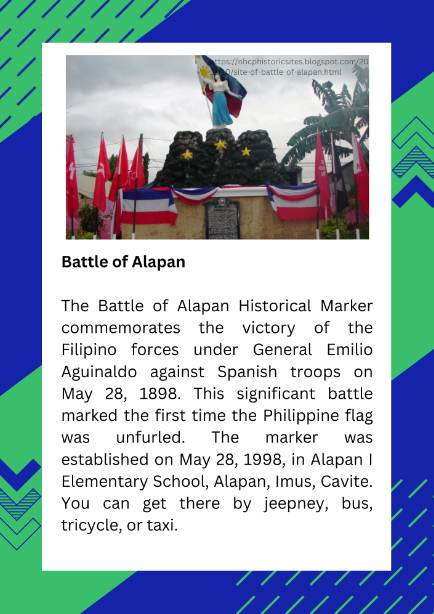 https://nhcphistoricsites.blogspot.com/20
0/site-of-battle-of-alapan.html
Battle of Alapan
The Battle of Alapan Historical Marker
commemorates the victory of the
Filipino forces under General Emilio
Aguinaldo against Spanish troops on
May 28, 1898. This significant battle
marked the first time the Philippine flag
was unfurled. The marker was
established on May 28, 1998, in Alapan I
Elementary School, Alapan, Imus, Cavite.
You can get there by jeepney, bus,
tricycle, or taxi.